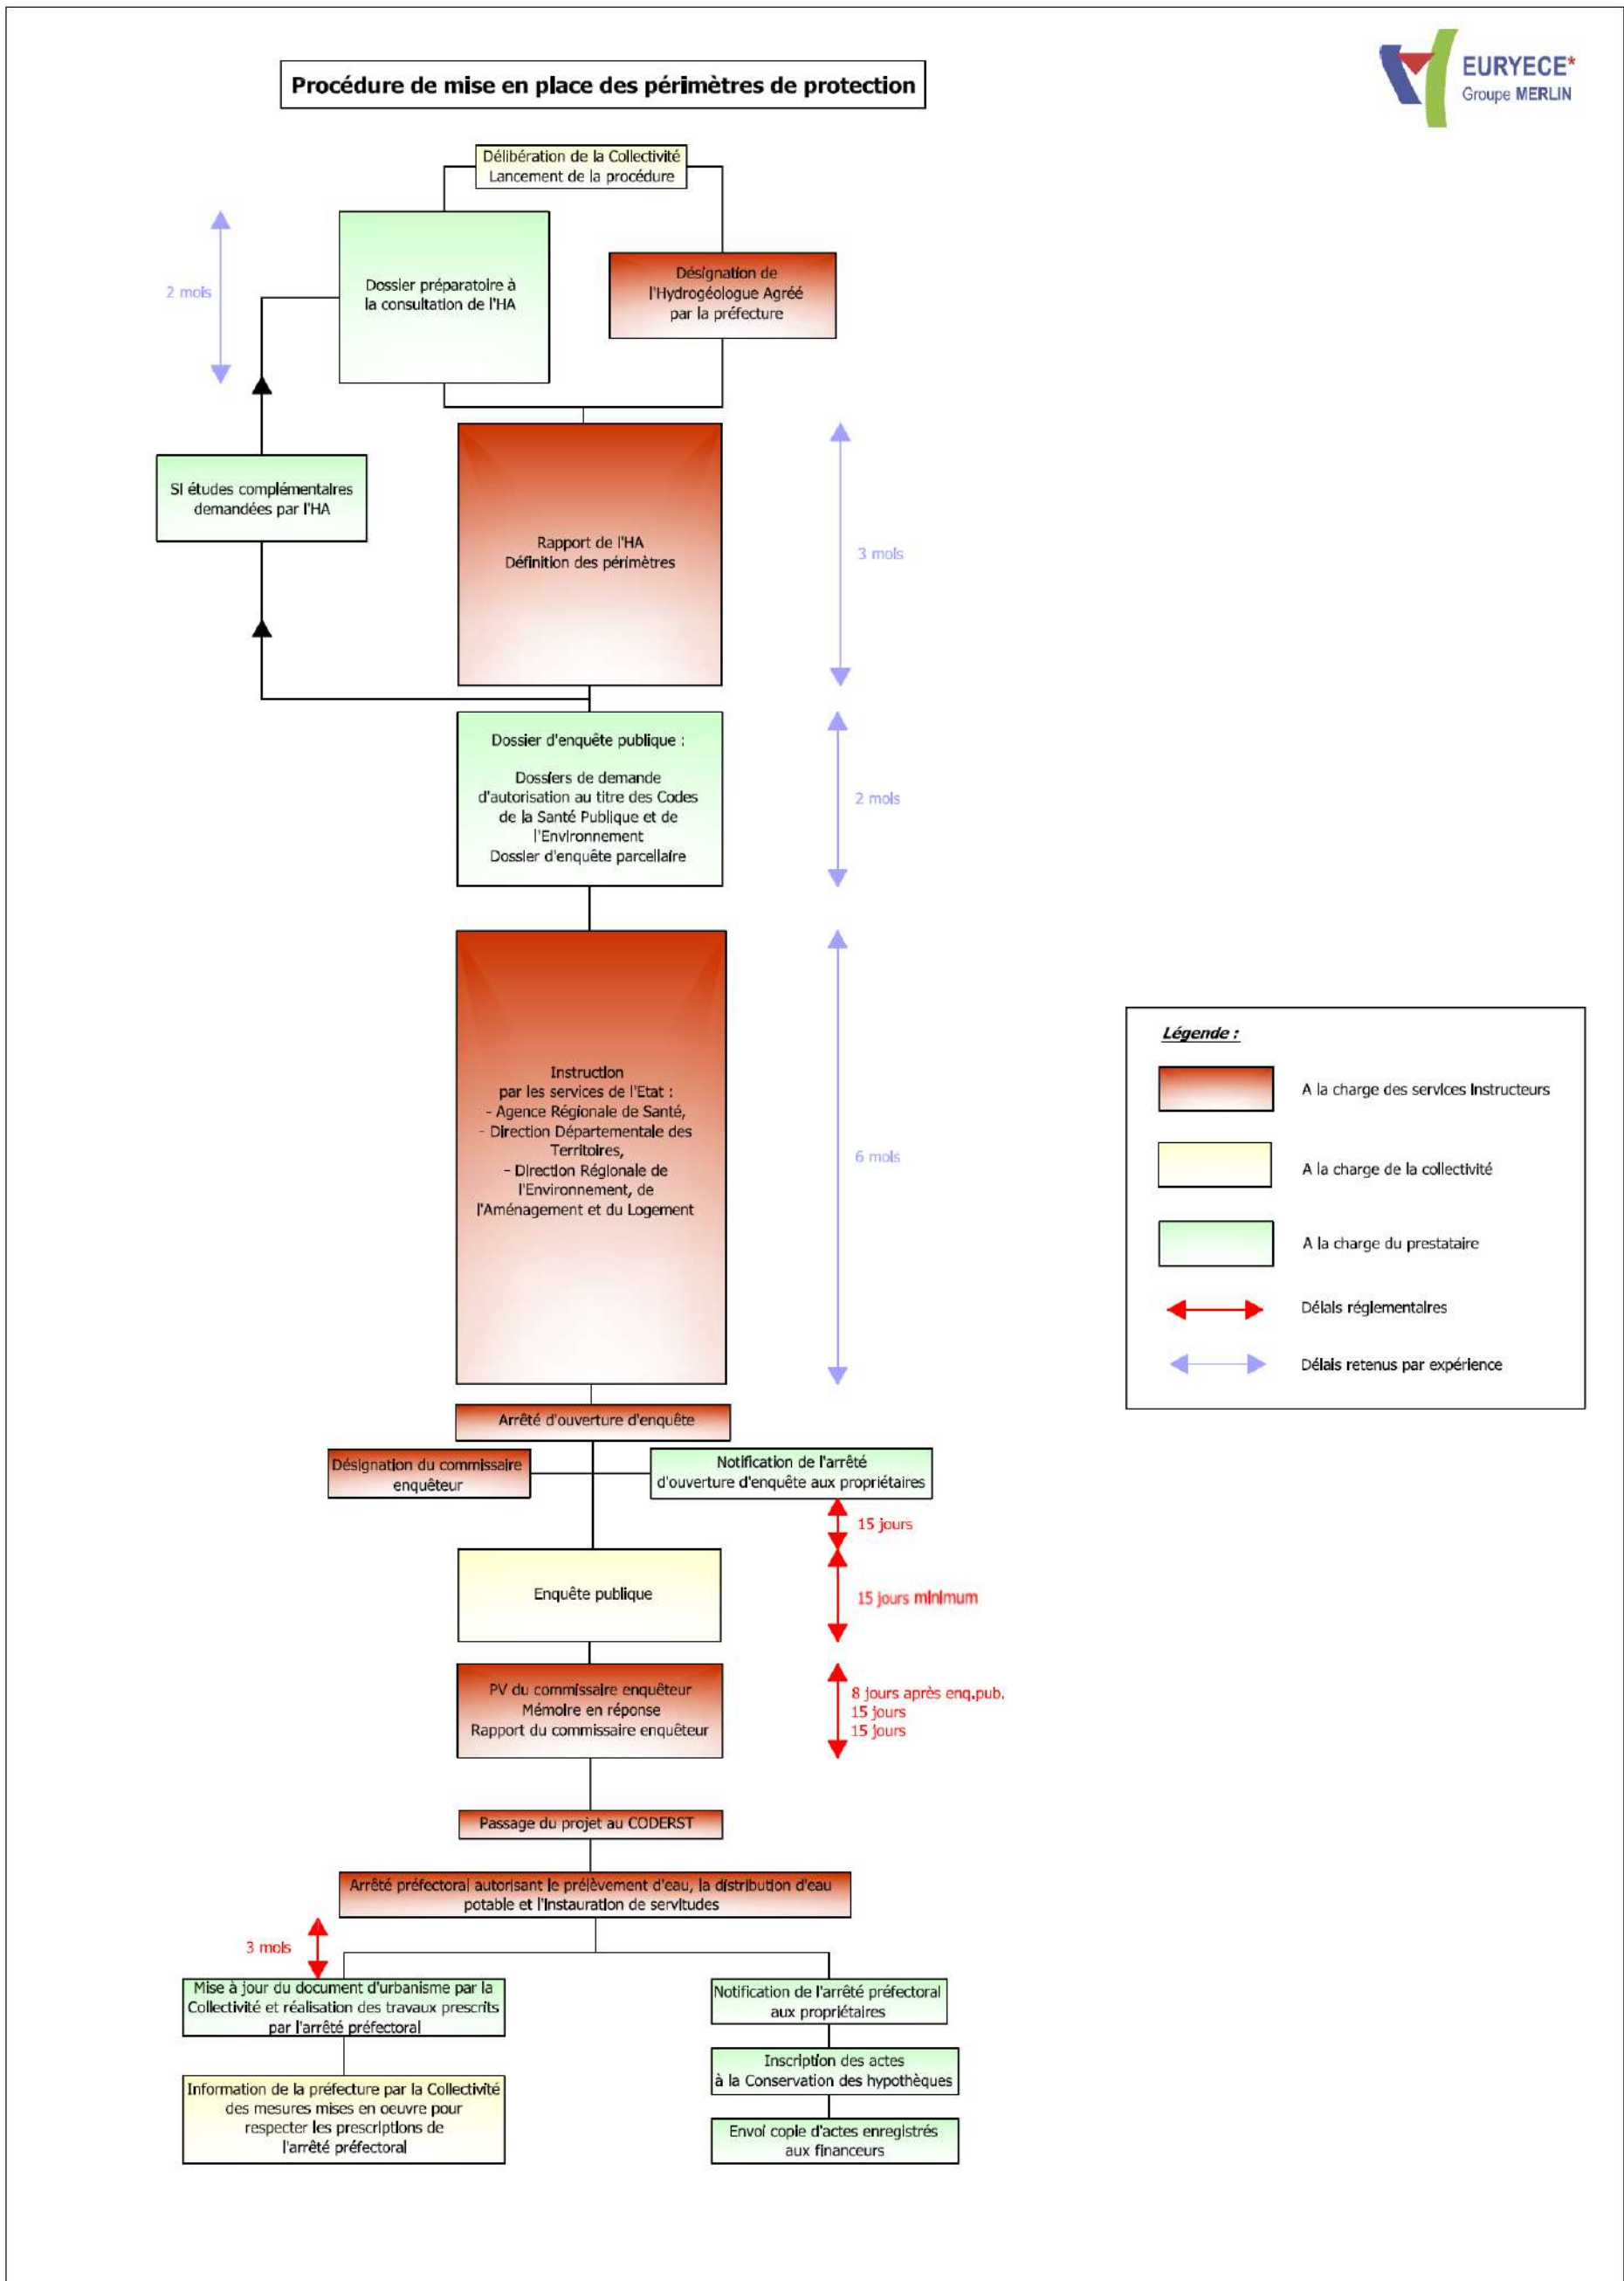 Procédure de mise en place des périmètres de protection
EURYECE*
Groupe MERLIN
Délibération de la Collectivité
Lancement de la procédure
2 mois
Dossier préparatoire à
la consultation de l'HA
Désignation de
l'Hydrogéologue Agréé
par la préfecture
SI études complémentaires
demandées par l'HA
Rapport de l'HA
Définition des périmètres
3 mois
Dossier d'enquête publique :
Dossiers de demande
d'autorisation au titre des Codes
de la Santé Publique et de
l'Environnement
Dossier d'enquête parcellaire
2 mois
Instruction
par les services de l'Etat :
- Agence Régionale de Santé,
- Direction Départementale des
Territoires,
- Direction Régionale de
l'Environnement, de
l'Aménagement et du Logement
6 mois
Légende :
A la charge des services instructeurs
A la charge de la collectivité
A la charge du prestataire
Délais réglementaires
Délais retenus par expérience
Arrêté d'ouverture d'enquête
Désignation du commissaire
enquêteur
Notification de l'arrêté
d'ouverture d'enquête aux propriétaires
15 jours
Enquête publique
15 jours minimum
PV du commissaire enquêteur
Mémoire en réponse
Rapport du commissaire enquêteur
8 jours après enq.pub.
15 jours
15 jours
Passage du projet au CODERST
Arrêté préfectoral autorisant le prélèvement d'eau, la distribution d'eau
potable et l'instauration de servitudes
3 mois
Mise à jour du document d'urbanisme par la
Collectivité et réalisation des travaux prescrits
par l'arrêté préfectoral
Notification de l'arrêté préfectoral
aux propriétaires
Inscription des actes
à la Conservation des hypothèques
Information de la préfecture par la Collectivité
des mesures mises en oeuvre pour
respecter les prescriptions de
l'arrêté préfectoral
Envoi copie d'actes enregistrés
aux financeurs